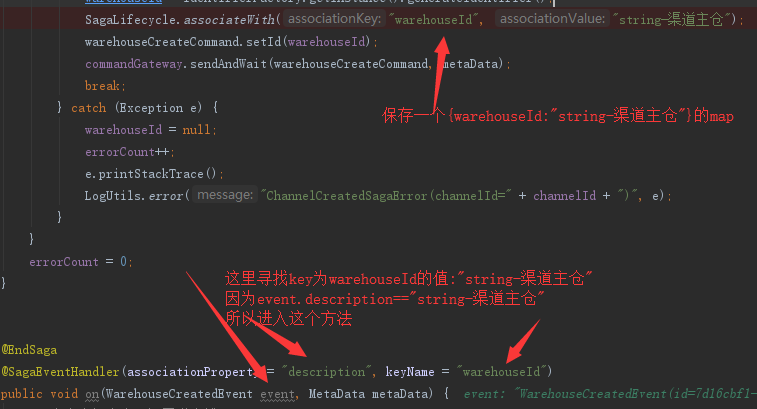 warehouseId = IdentifierFactory.getInstance().generateIdentifier();
SagaLifecycle.associateWith( associationKey: "warehouseId", associationValue: "string-渠道主仓");
warehouseCreateCommand.setId(warehouseId);
commandGateway.sendAndWait(warehouseCreateCommand, metaData);
break;
保存一个{warehouseId:"string-渠道主仓"}的map
} catch (Exception e) {
warehouseId = null;
errorCount++;
e.printStackTrace();
LogUtils.error( message: "ChannelCreatedSagaError(channelId=" + channelId + ")", e);
}
}
errorCount = 0;
}
这里寻找key为warehouseId的值:"string-渠道主仓"
因为event.description=="string-渠道主仓"
所以进入这个方法
@EndSaga
@SagaEventHandler(associationProperty = "description", keyName = "warehouseId")
public void on(WarehouseCreatedEvent event, MetaData metaData) { event: "WarehouseCreatedEvent(id=7d16cbf1-